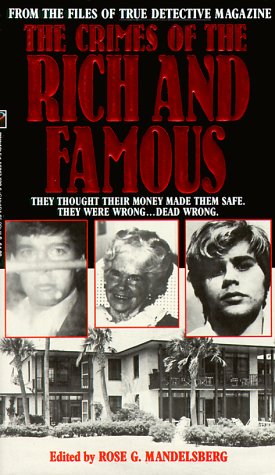 FROM THE FILES OF TRUE DETECTIVE MAGAZINE
THE CRIMES OF THE
RICH AND
FAMOUS
THEY THOUGHT THEIR MONEY MADE THEM SAFE.
THEY WERE WRONG...DEAD WRONG.
Edited by ROSE G. MANDELSBERG